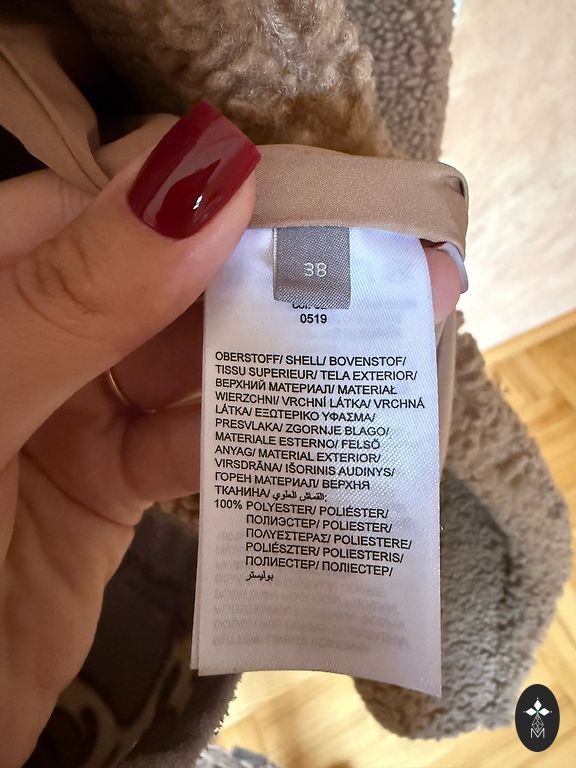 38
0519
OBERSTOFF/ SHELL/ BOVENSTOF/
TISSU SUPERIEUR/ TELA EXTERIOR/
ВЕРХНИЙ МАТЕРИАЛ/ MATERIAŁ
WIERZCHNI/ VRCHNÍ LÁTKA/ VRCHNÁ
LÁTKA/ ΕΞΩΤΕΡΙΚΟ ΥΦΑΣΜΑ/
PRESVLAKA/ ZGORNJE BLAGO/
MATERIALE ESTERNO/ FELSŐ
ANYAG/ MATERIAL EXTERIOR/
VIRSDRĀNA/ IŠORINIS AUDINYS/
ГОРЕН МАТЕРИАЛ/ ВЕРХНЯ
ТКАНИНА/ القماش العلوي:
100% POLYESTER/ POLIÉSTER/
ПОЛИЭСТЕР/ POLIESTER/
ΠΟΛΥΕΣΤΕΡΑΣ/ POLIESTERE/
POLIÉSZTER/ POLIESTERIS/
ПОЛИЕСТЕР/ ПОЛІЕСТЕР/
بوليستر
M